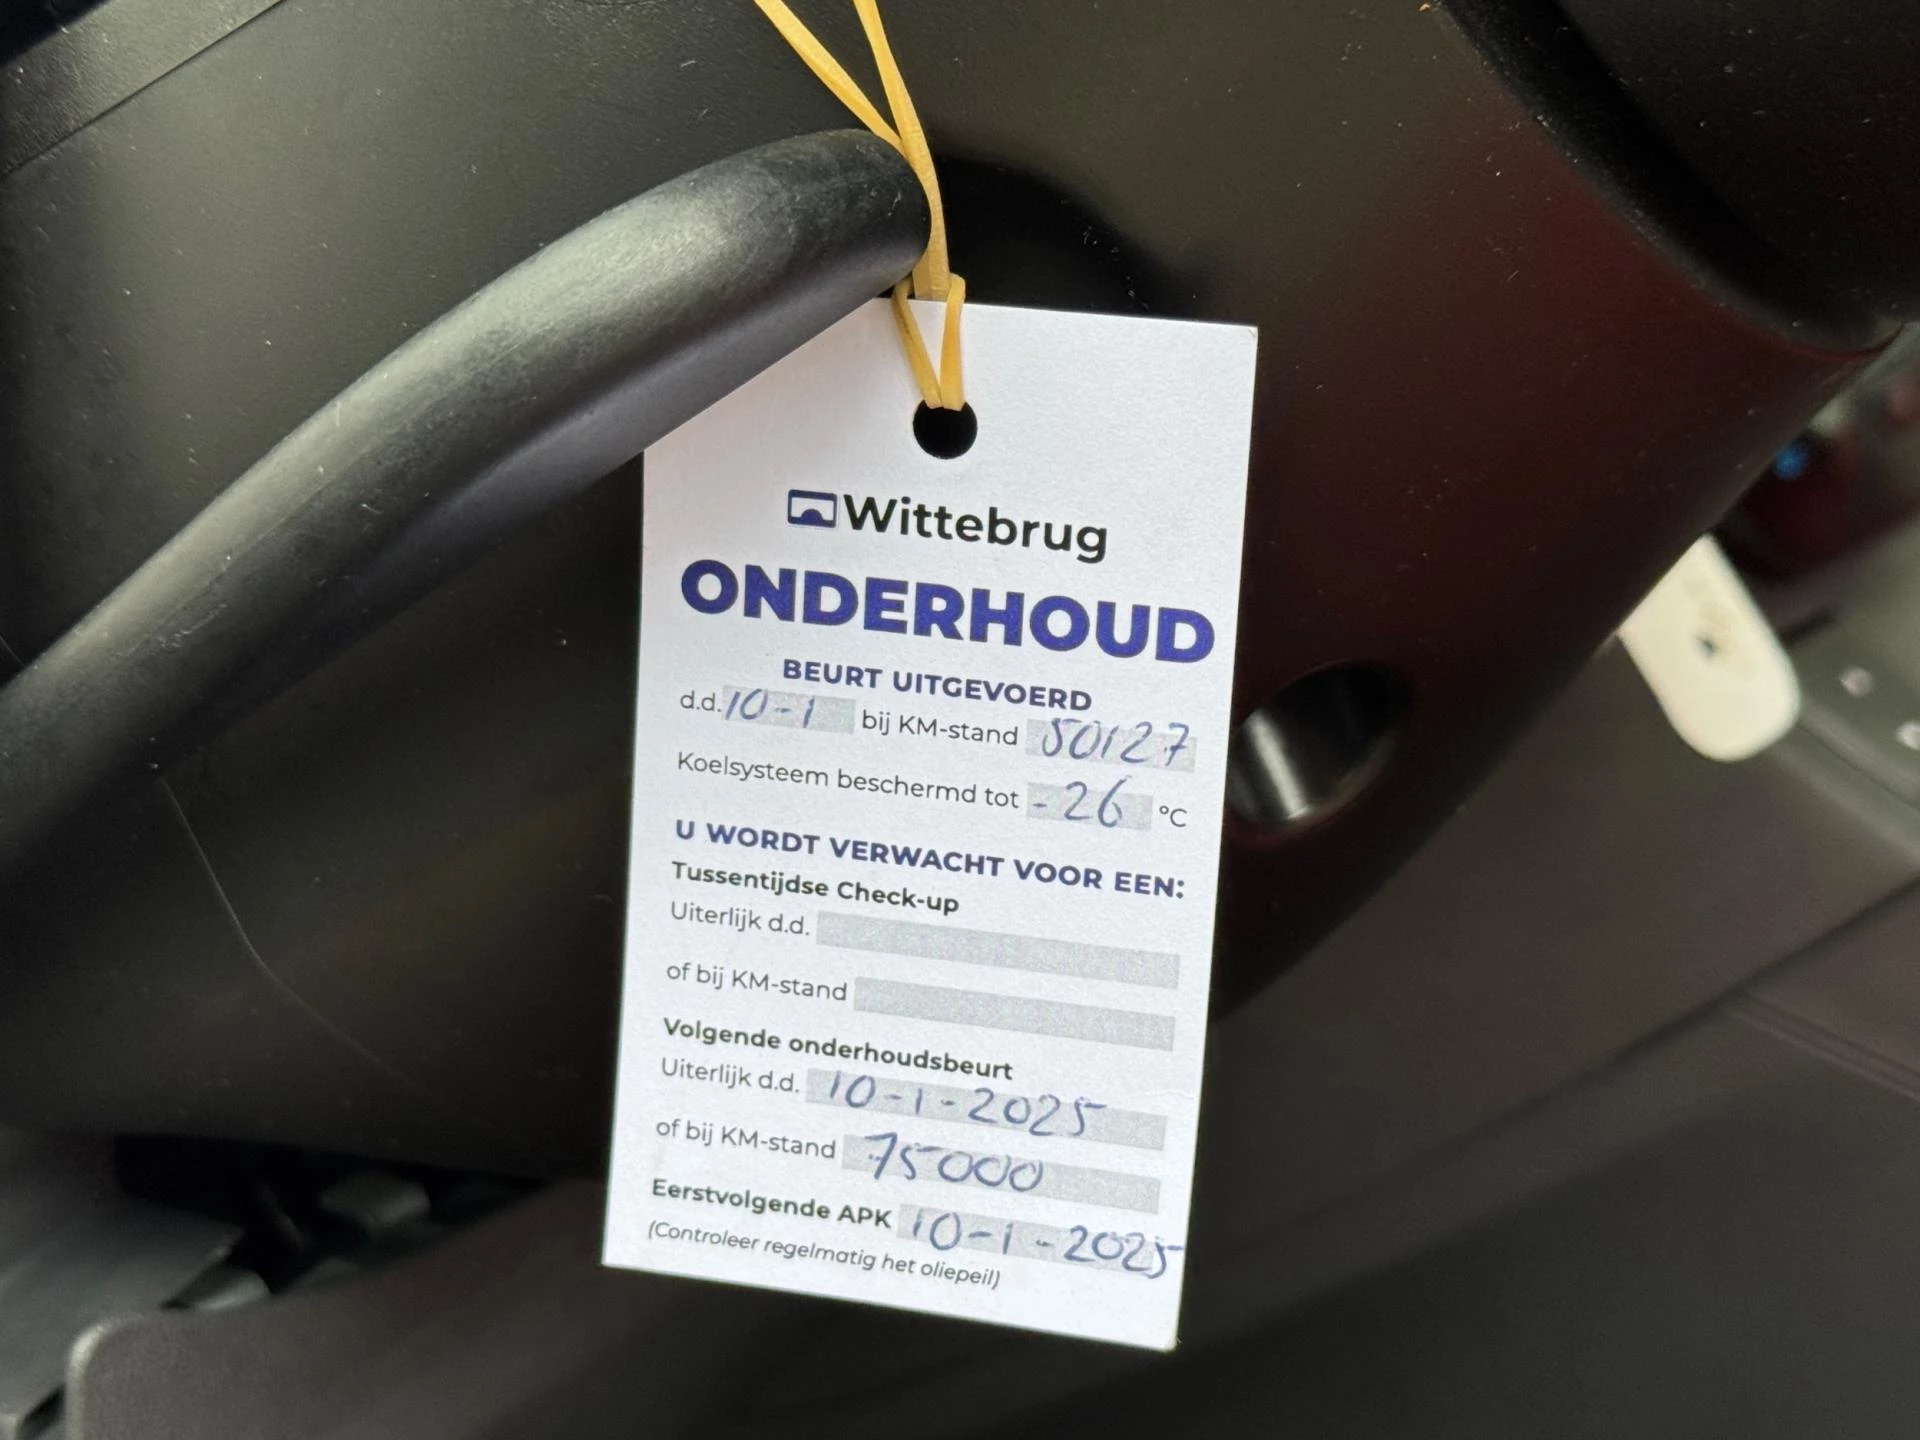 Wittebrug
ONDERHOUD
BEURT UITGEVOERD
d.d. 10-1 bij KM-stand 50127
Koelsysteem beschermd tot -26 °C
U WORDT VERWACHT VOOR EEN:
Tussentijdse Check-up
Uiterlijk d.d.
of bij KM-stand
Volgende onderhoudsbeurt
Uiterlijk d.d. 10-1-2025
of bij KM-stand 75000
Eerstvolgende APK 10-1-2025
(Controleer regelmatig het oliepeil)